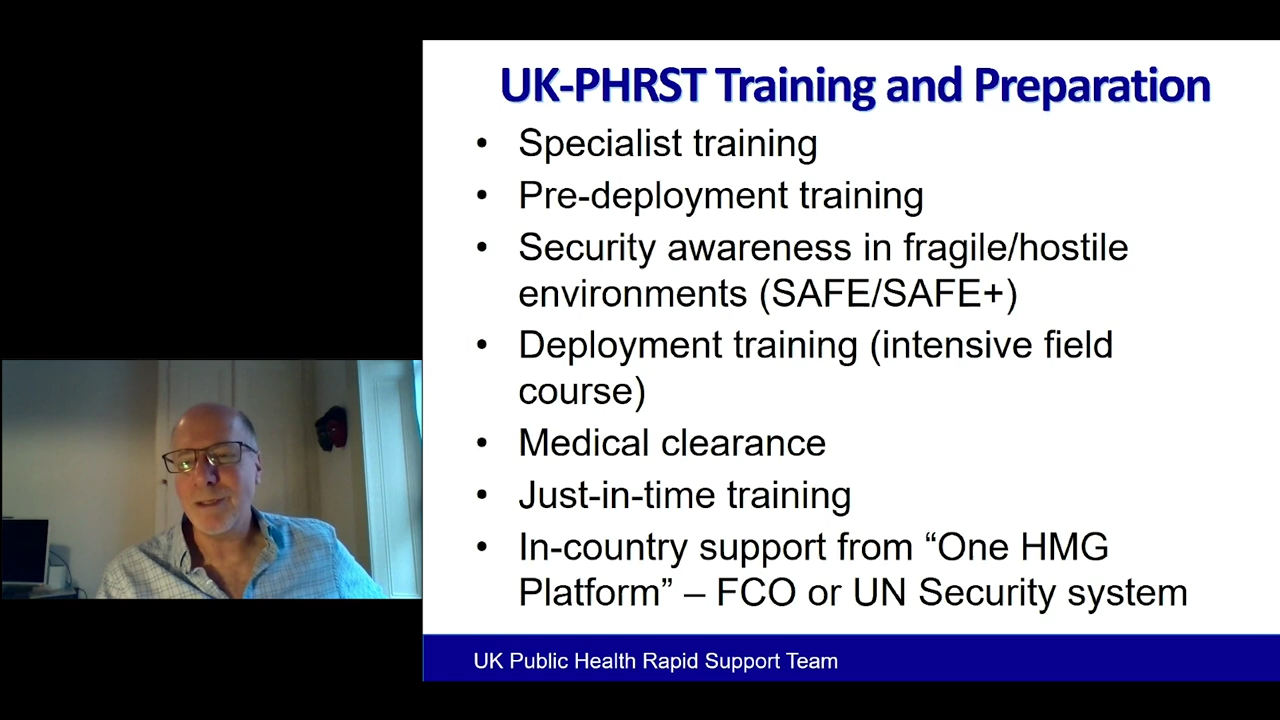 UK-PHRST Training and Preparation
• Specialist training
• Pre-deployment training
• Security awareness in fragile/hostile
environments (SAFE/SAFE+)
• Deployment training (intensive field
course)
• Medical clearance
• Just-in-time training
• In-country support from “One HMG
Platform” – FCO or UN Security system
UK Public Health Rapid Support Team